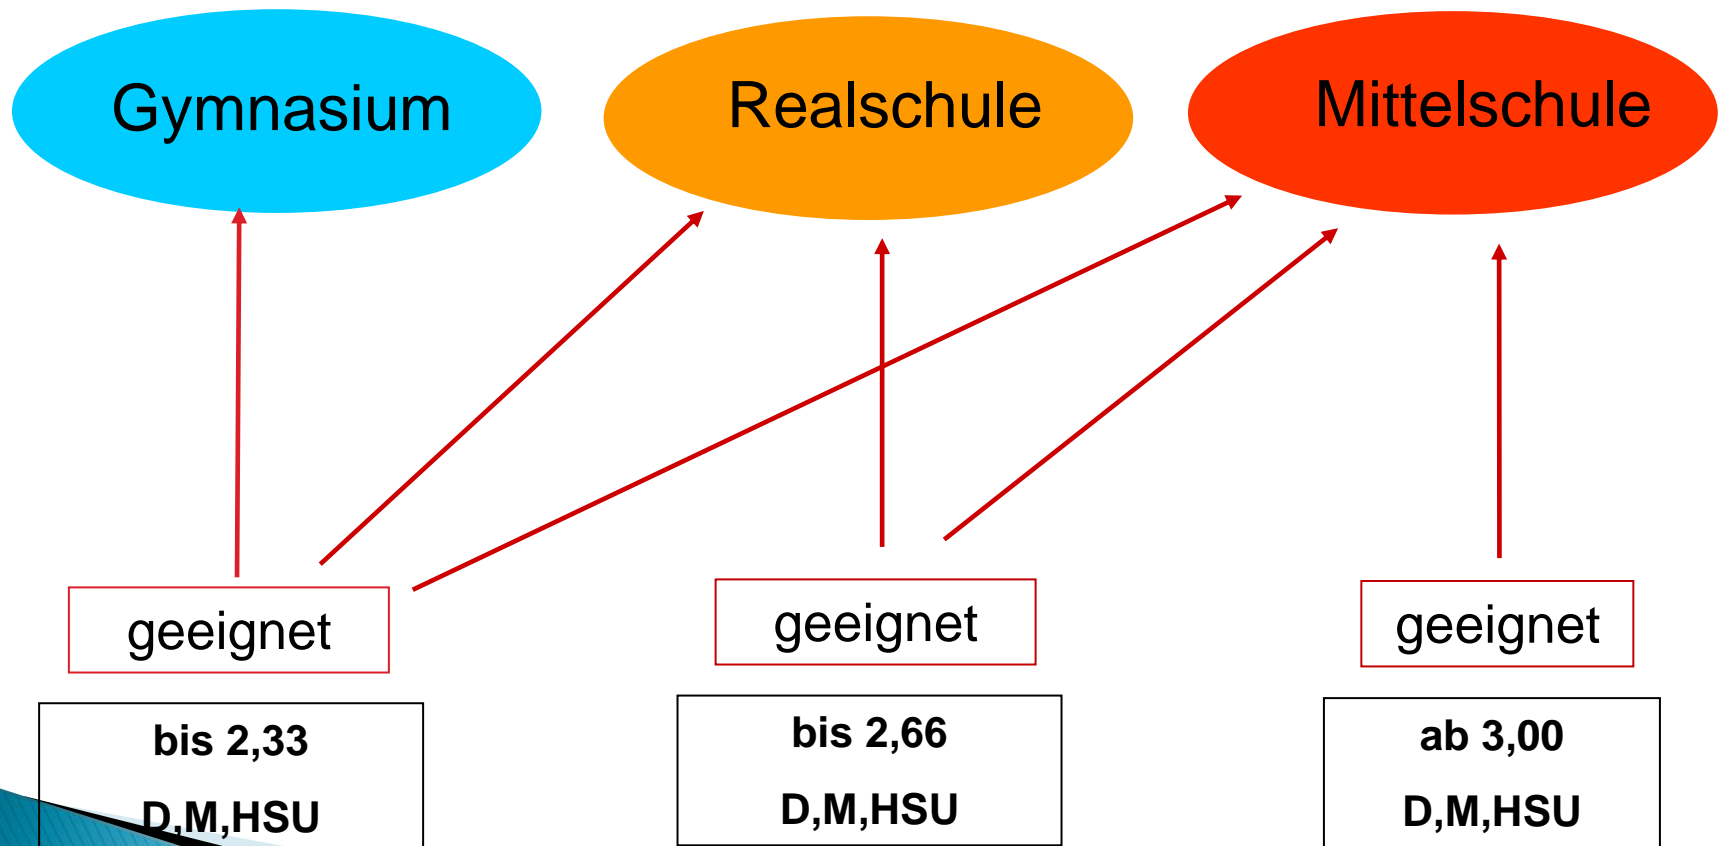 Gymnasium
Realschule
Mittelschule
geeignet
geeignet
geeignet
bis 2,33
D,M,HSU
bis 2,66
D,M,HSU
ab 3,00
D,M,HSU